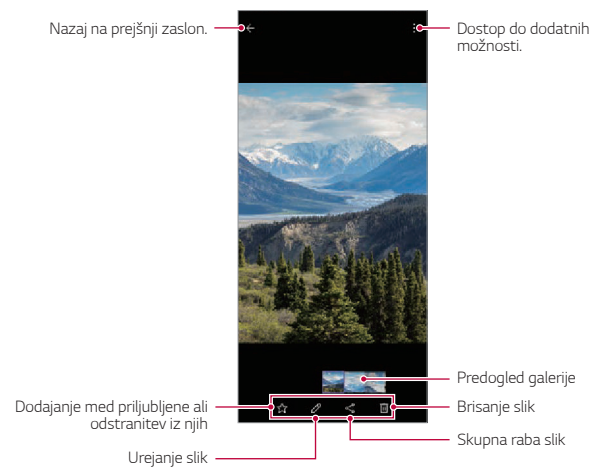 Nazaj na prejšnji zaslon.
Dostop do dodatnih
možnosti.
Predogled galerije
Dodajanje med priljubljene ali
odstranitev iz njih
Brisanje slik
Skupna raba slik
Urejanje slik